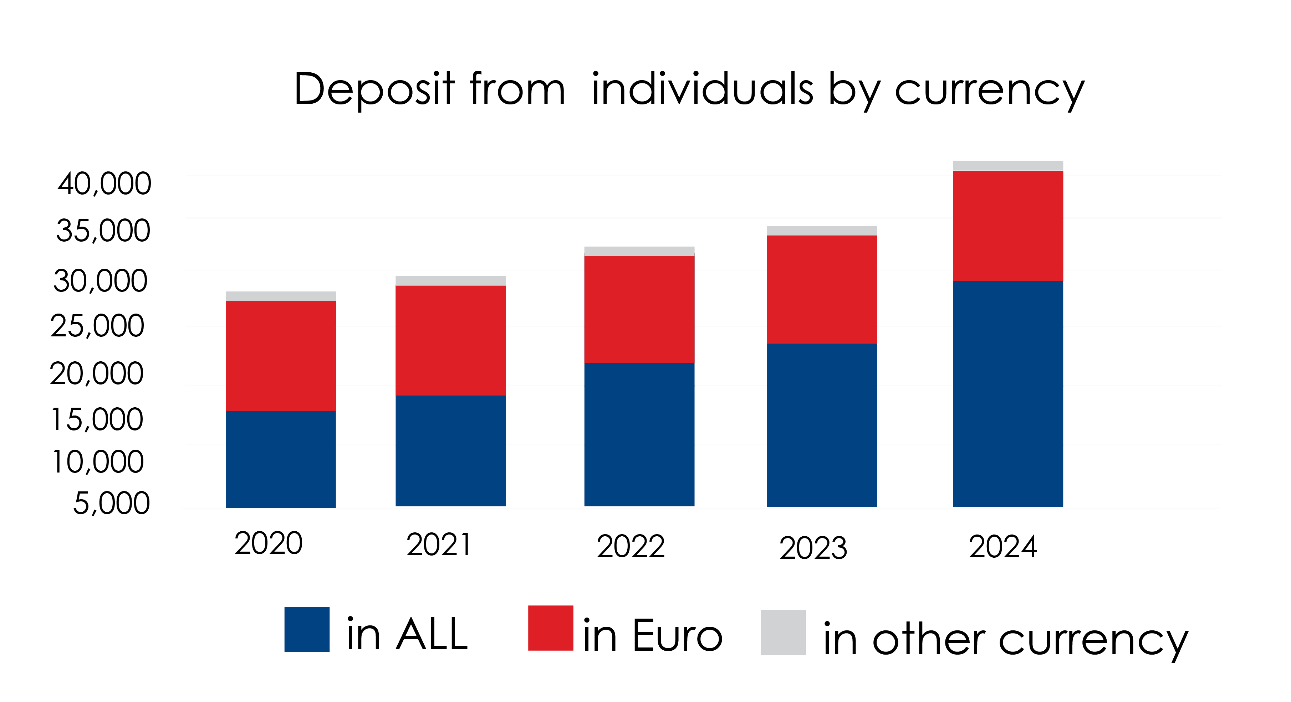 Deposit from individuals by currency
40,000
35,000
30,000
25,000
20,000
15,000
10,000
5,000
2020 2021 2022 2023 2024
in ALL in Euro in other currency